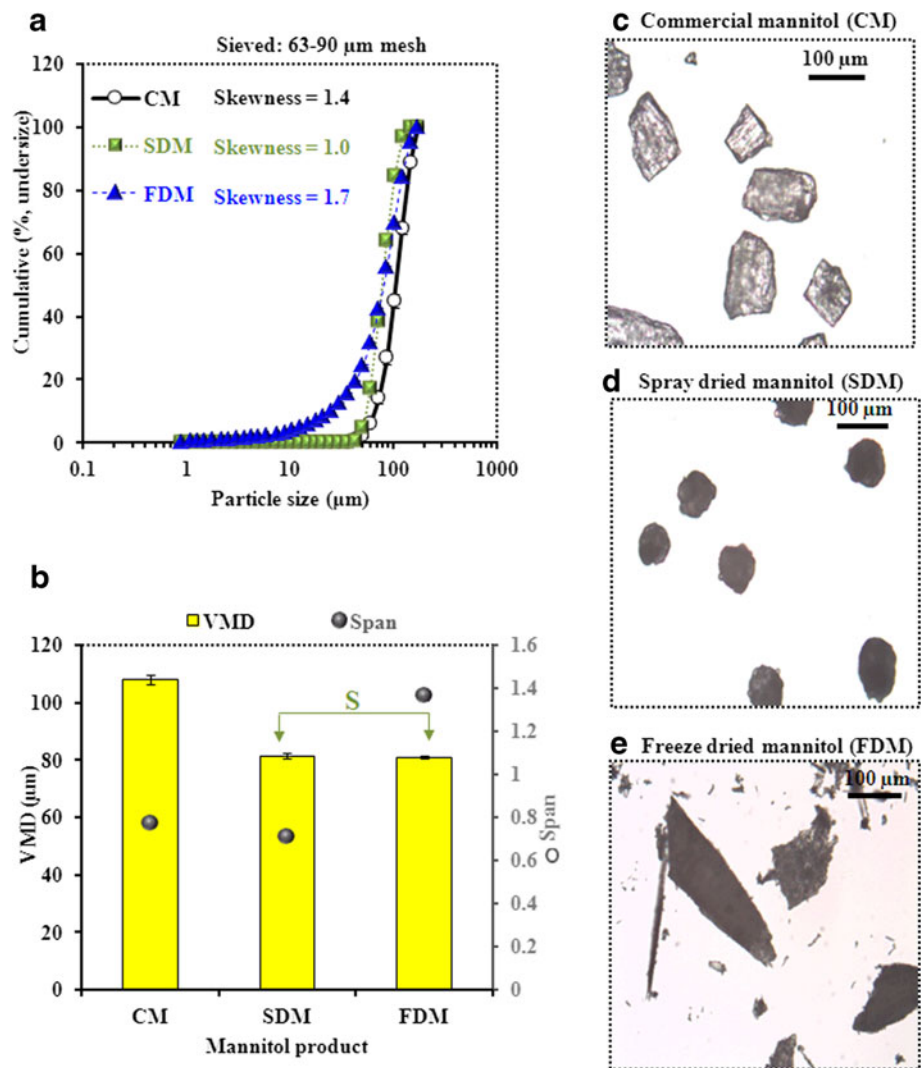 a
Sieved: 63-90 µm mesh
120
100
80
60
40
20
0
Cumulative (%, undersize)
CM Skewness = 1.4
SDM Skewness = 1.0
FDM Skewness = 1.7
0.1 1 10 100 1000
Particle size (µm)
b
VMD Span
120
100
80
60
40
20
0
VMD (µm)
S
1.6
1.4
1.2
1
0.8
0.6
0.4
0.2
0
Span
CM SDM FDM
Mannitol product
c Commercial mannitol (CM)
100 µm
d Spray dried mannitol (SDM)
100 µm
e Freeze dried mannitol (FDM)
100 µm